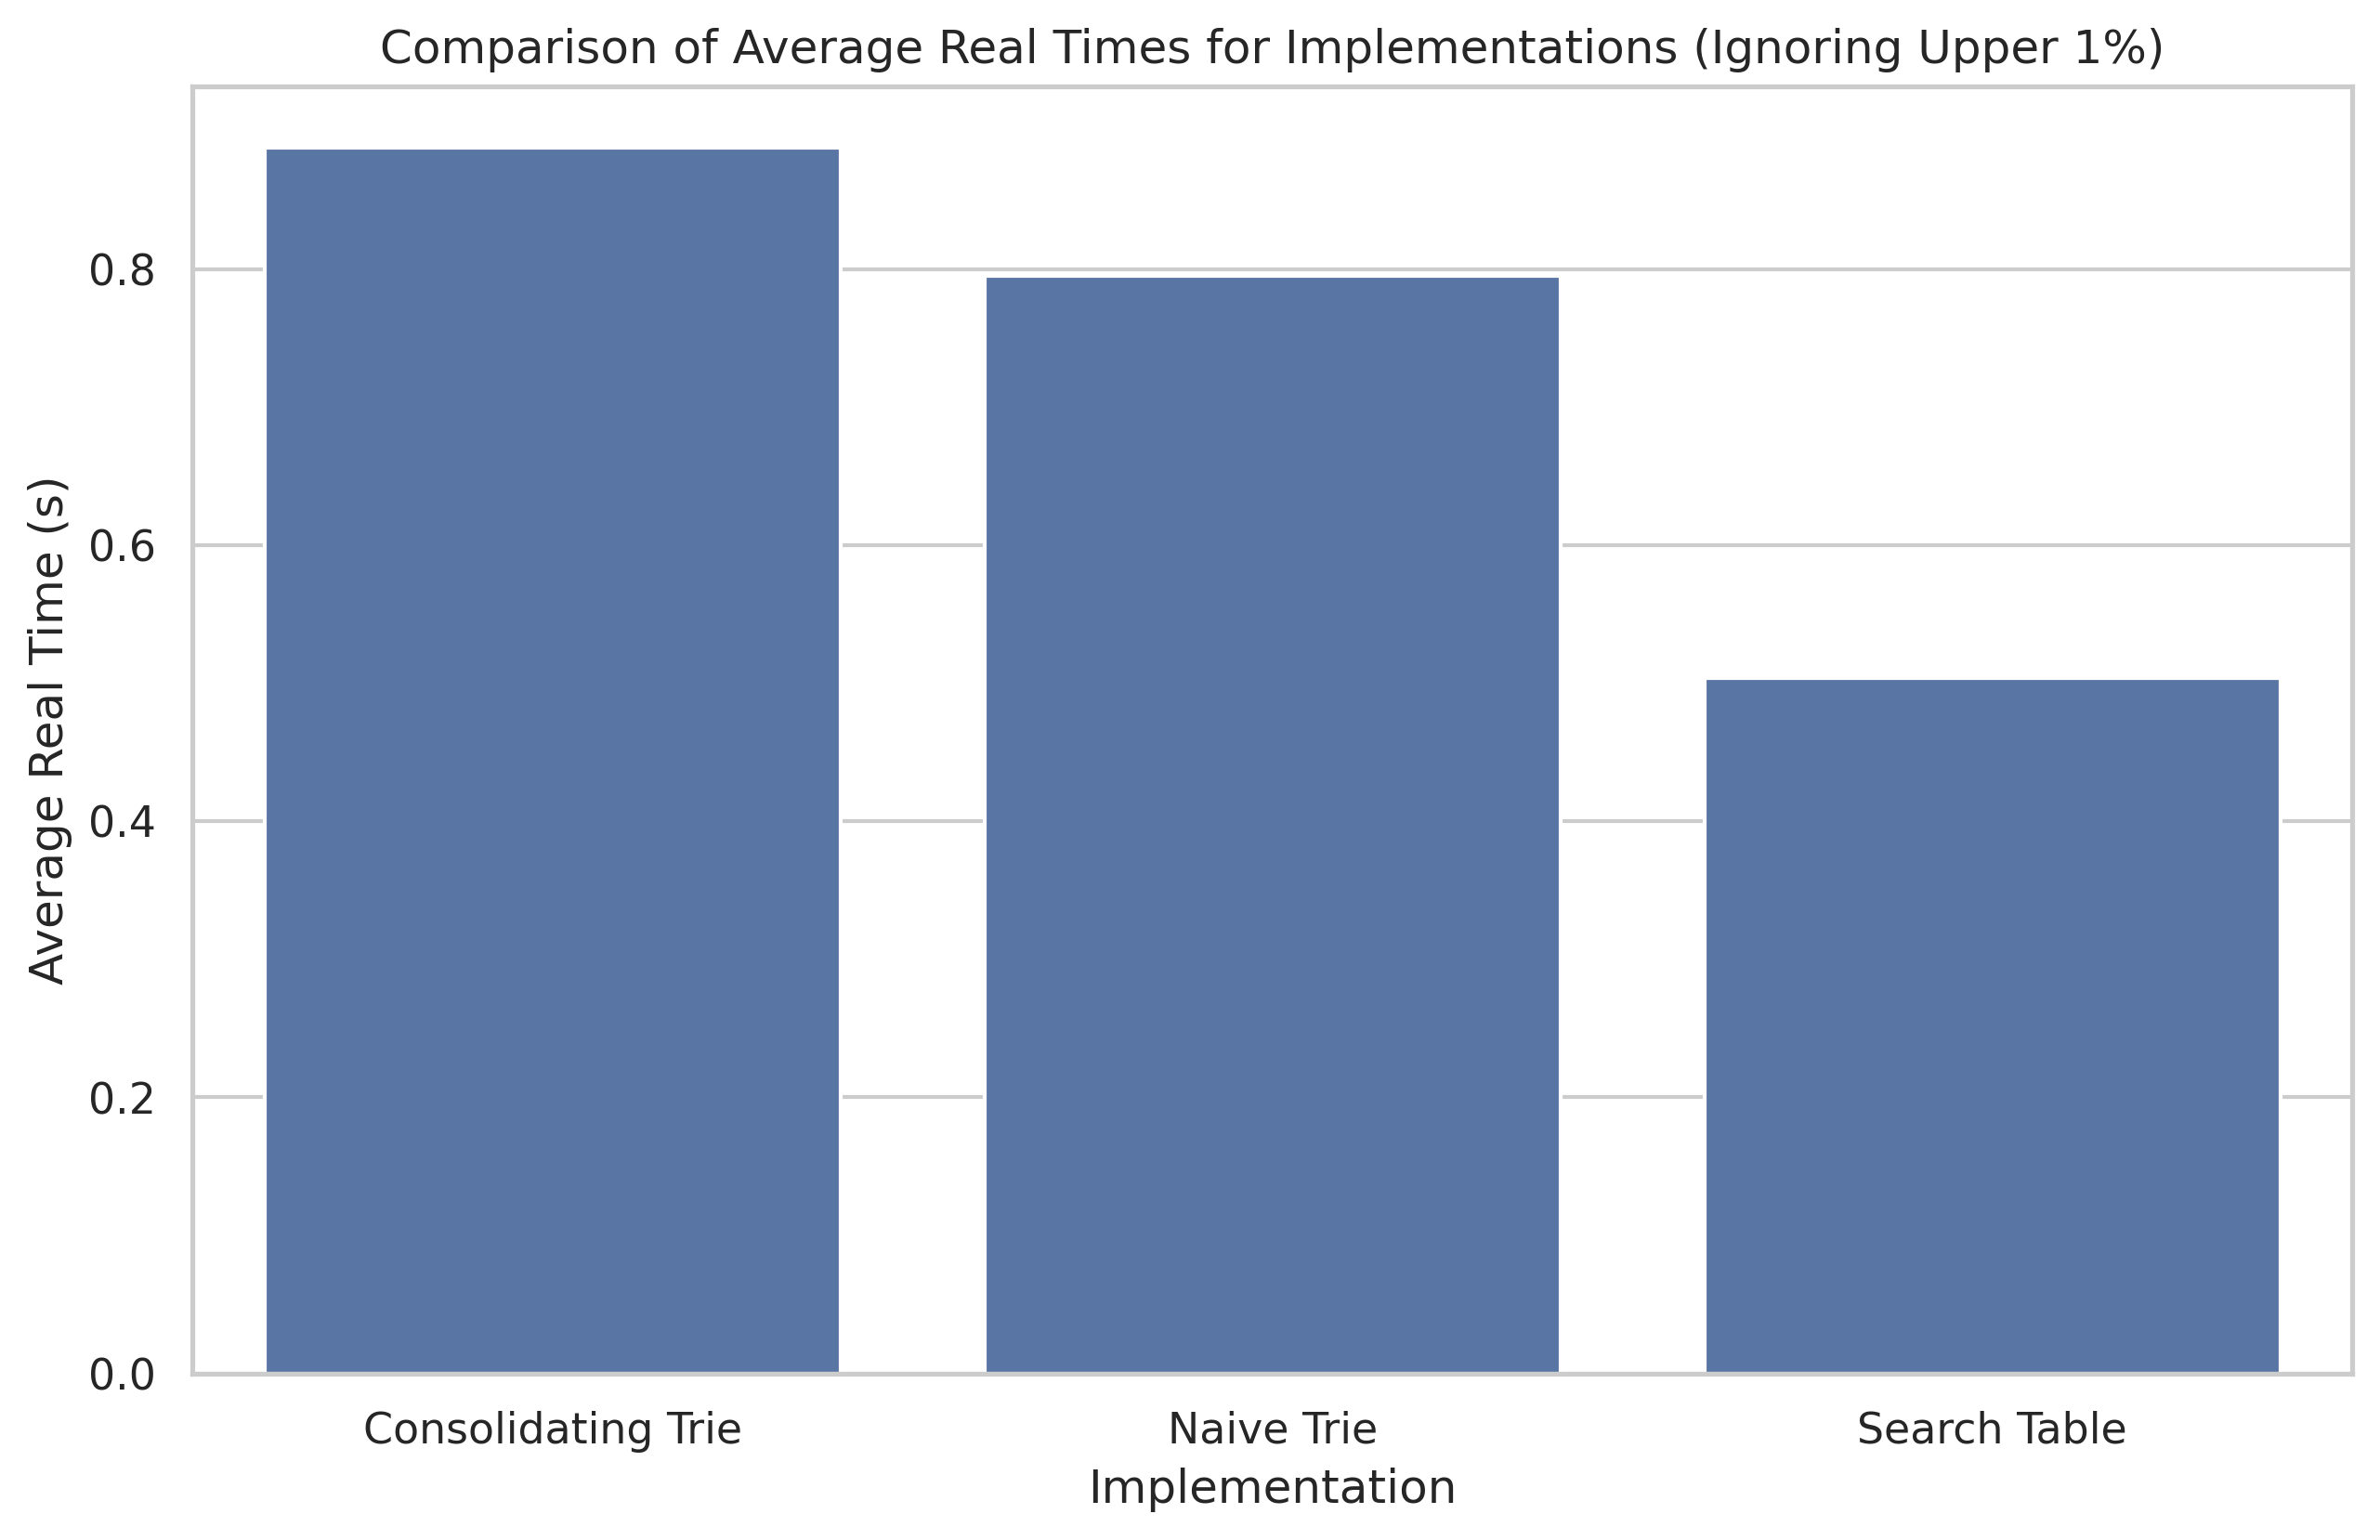 Comparison of Average Real Times for Implementations (Ignoring Upper 1%)
Average Real Time (s)
0.8
0.6
0.4
0.2
0.0
Consolidating Trie
Naive Trie
Search Table
Implementation